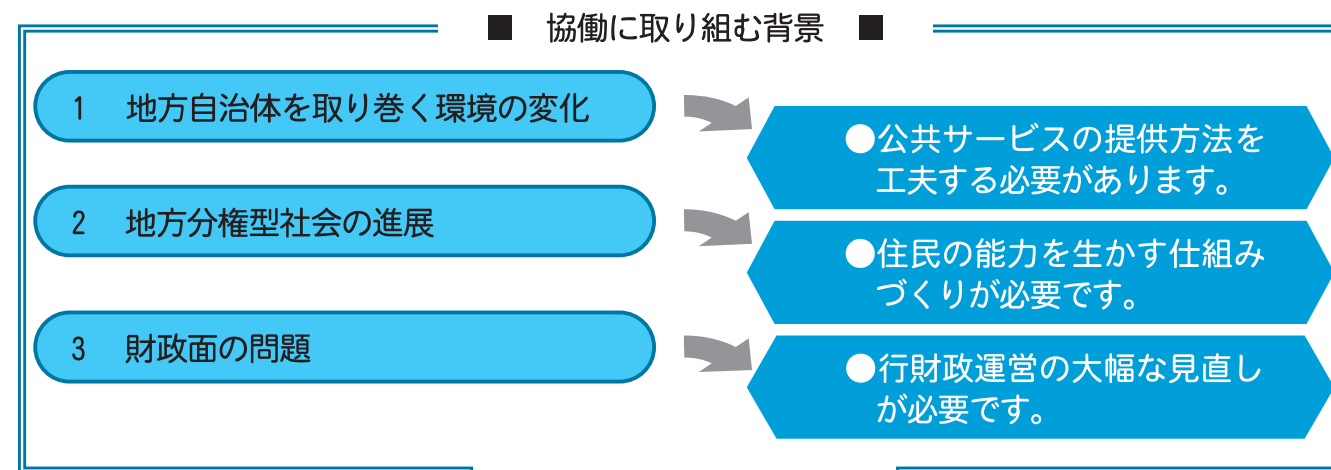 ■ 協働に取り組む背景 ■
1 地方自治体を取り巻く環境の変化
●公共サービスの提供方法を
工夫する必要があります。
2 地方分権型社会の進展
●住民の能力を生かす仕組み
づくりが必要です。
3 財政面の問題
●行財政運営の大幅な見直し
が必要です。